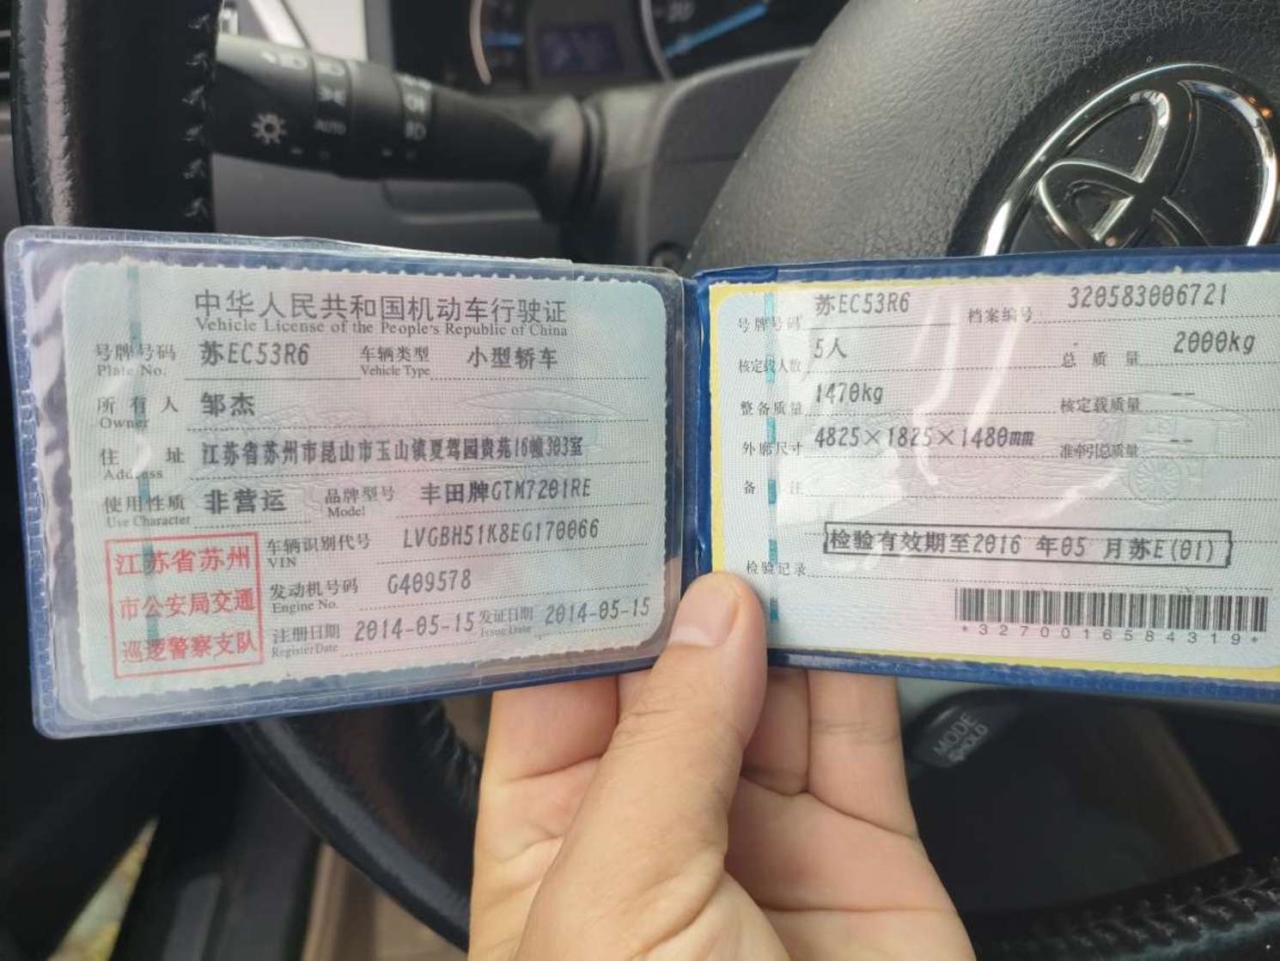 中华人民共和国机动车行驶证
Vehicle License of the People's Republic of China
号牌号码 苏EC53R6 车辆类型 小型轿车
Plate No. Vehicle Type
所有人 邹杰
Owner
住址 江苏省苏州市昆山市玉山镇夏驾园贵苑16幢303室
Address
使用性质 非营运 品牌型号 丰田牌GTM7201RE
Use Character Model
江苏省苏州
市公安局交通
巡逻警察支队
车辆识别代号 LVGBH51K8EG170066
VIN
发动机号码 G409578
Engine No.
注册日期 2014-05-15 发证日期 2014-05-15
Register Date Issue Date
号牌号码 苏EC53R6 档案编号 320583006721
核定载人数 5人 总质量 2000kg
整备质量 1470kg 核定载质量 --
外廓尺寸 4825×1825×1480mm 准牵引总质量 --
备注
检验有效期至2016 年05 月苏E(01)
检验记录
*3270016584319*
AUTO
MODE
HOLD